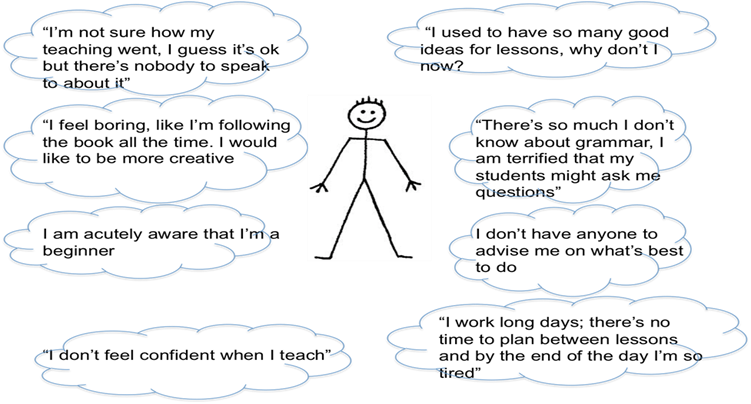 “I’m not sure how my
teaching went, I guess it’s ok
but there’s nobody to speak
to about it”
“I used to have so many good
ideas for lessons, why don’t I
now?
“I feel boring, like I’m following
the book all the time. I would
like to be more creative
“There’s so much I don’t
know about grammar, I
am terrified that my
students might ask me
questions”
I am acutely aware that I’m a
beginner
I don’t have anyone to
advise me on what’s best
to do
“I don’t feel confident when I teach”
“I work long days; there’s no
time to plan between lessons
and by the end of the day I’m so
tired”